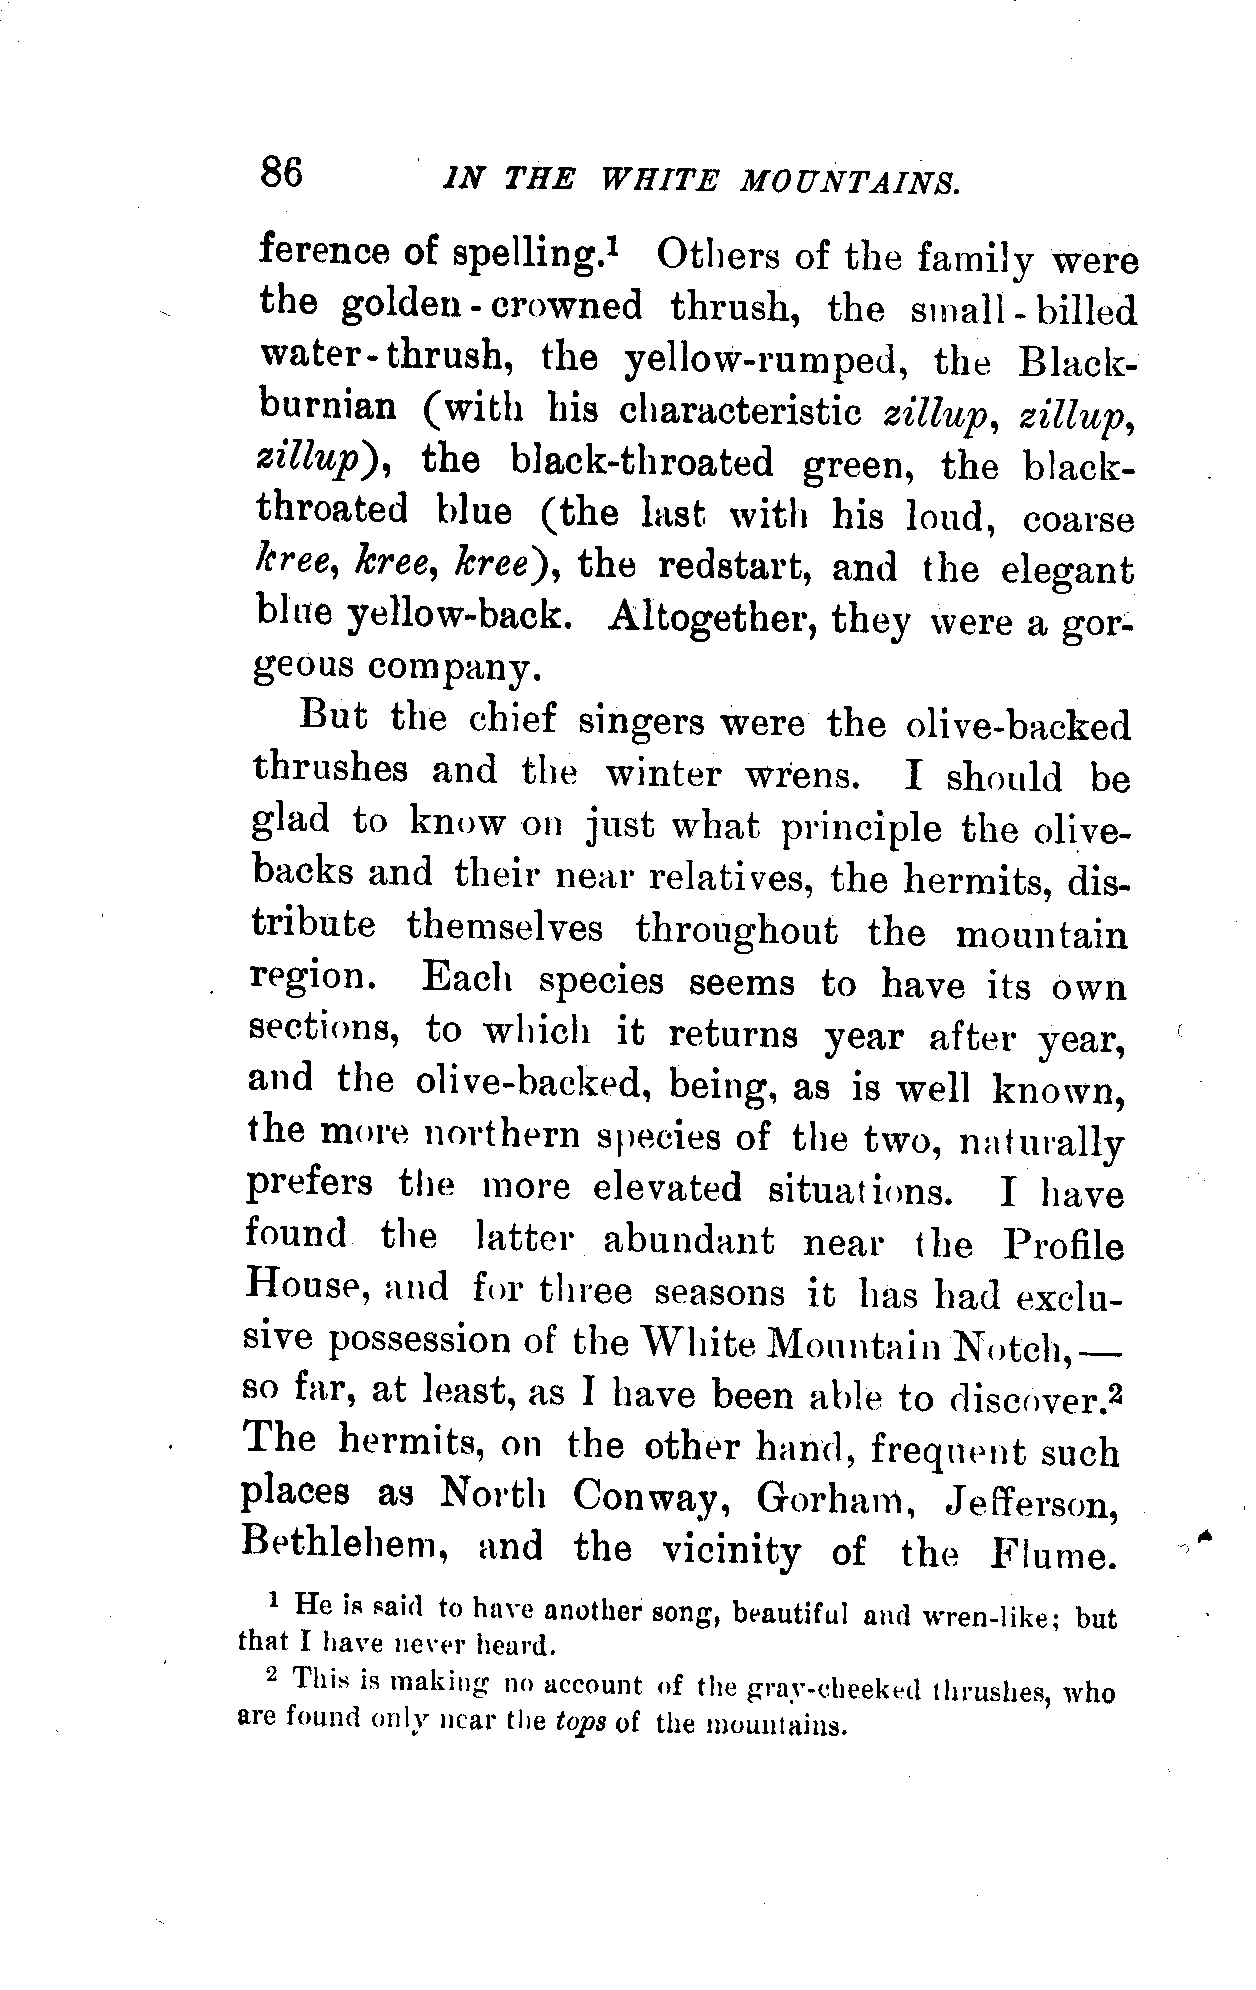 86 IN THE WHITE MOUNTAINS.
ference of spelling.¹ Others of the family were
the golden-crowned thrush, the small-billed
water-thrush, the yellow-rumped, the Black-
burnian (with his characteristic zillup, zillup,
zillup), the black-throated green, the black-
throated blue (the last with his loud, coarse
kree, kree, kree), the redstart, and the elegant
blue yellow-back. Altogether, they were a gor-
geous company.
But the chief singers were the olive-backed
thrushes and the winter wrens. I should be
glad to know on just what principle the olive-
backs and their near relatives, the hermits, dis-
tribute themselves throughout the mountain
region. Each species seems to have its own
sections, to which it returns year after year,
and the olive-backed, being, as is well known,
the more northern species of the two, naturally
prefers the more elevated situations. I have
found the latter abundant near the Profile
House, and for three seasons it has had exclu-
sive possession of the White Mountain Notch,—
so far, at least, as I have been able to discover.²
The hermits, on the other hand, frequent such
places as North Conway, Gorham, Jefferson,
Bethlehem, and the vicinity of the Flume.
¹ He is said to have another song, beautiful and wren-like; but
that I have never heard.
² This is making no account of the gray-cheeked thrushes, who
are found only near the tops of the mountains.